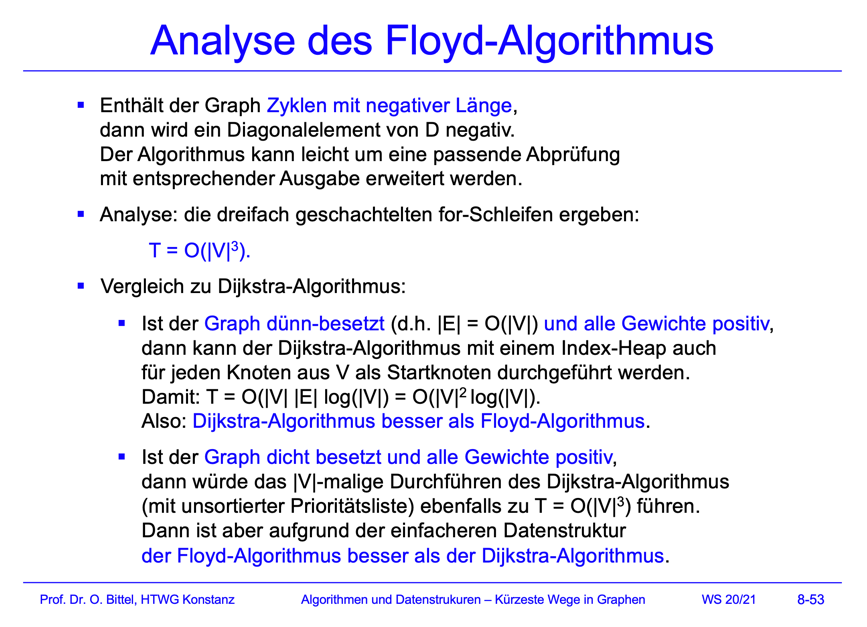 Analyse des Floyd-Algorithmus
▪ Enthält der Graph Zyklen mit negativer Länge,
dann wird ein Diagonalelement von D negativ.
Der Algorithmus kann leicht um eine passende Abprüfung
mit entsprechender Ausgabe erweitert werden.
▪ Analyse: die dreifach geschachtelten for-Schleifen ergeben:
T = O(|V|³).
▪ Vergleich zu Dijkstra-Algorithmus:
▪ Ist der Graph dünn-besetzt (d.h. |E| = O(|V|) und alle Gewichte positiv,
dann kann der Dijkstra-Algorithmus mit einem Index-Heap auch
für jeden Knoten aus V als Startknoten durchgeführt werden.
Damit: T = O(|V| |E| log(|V|) = O(|V|² log(|V|).
Also: Dijkstra-Algorithmus besser als Floyd-Algorithmus.
▪ Ist der Graph dicht besetzt und alle Gewichte positiv,
dann würde das |V|-malige Durchführen des Dijkstra-Algorithmus
(mit unsortierter Prioritätsliste) ebenfalls zu T = O(|V|³) führen.
Dann ist aber aufgrund der einfacheren Datenstruktur
der Floyd-Algorithmus besser als der Dijkstra-Algorithmus.
Prof. Dr. O. Bittel, HTWG Konstanz Algorithmen und Datenstrukuren – Kürzeste Wege in Graphen WS 20/21 8-53